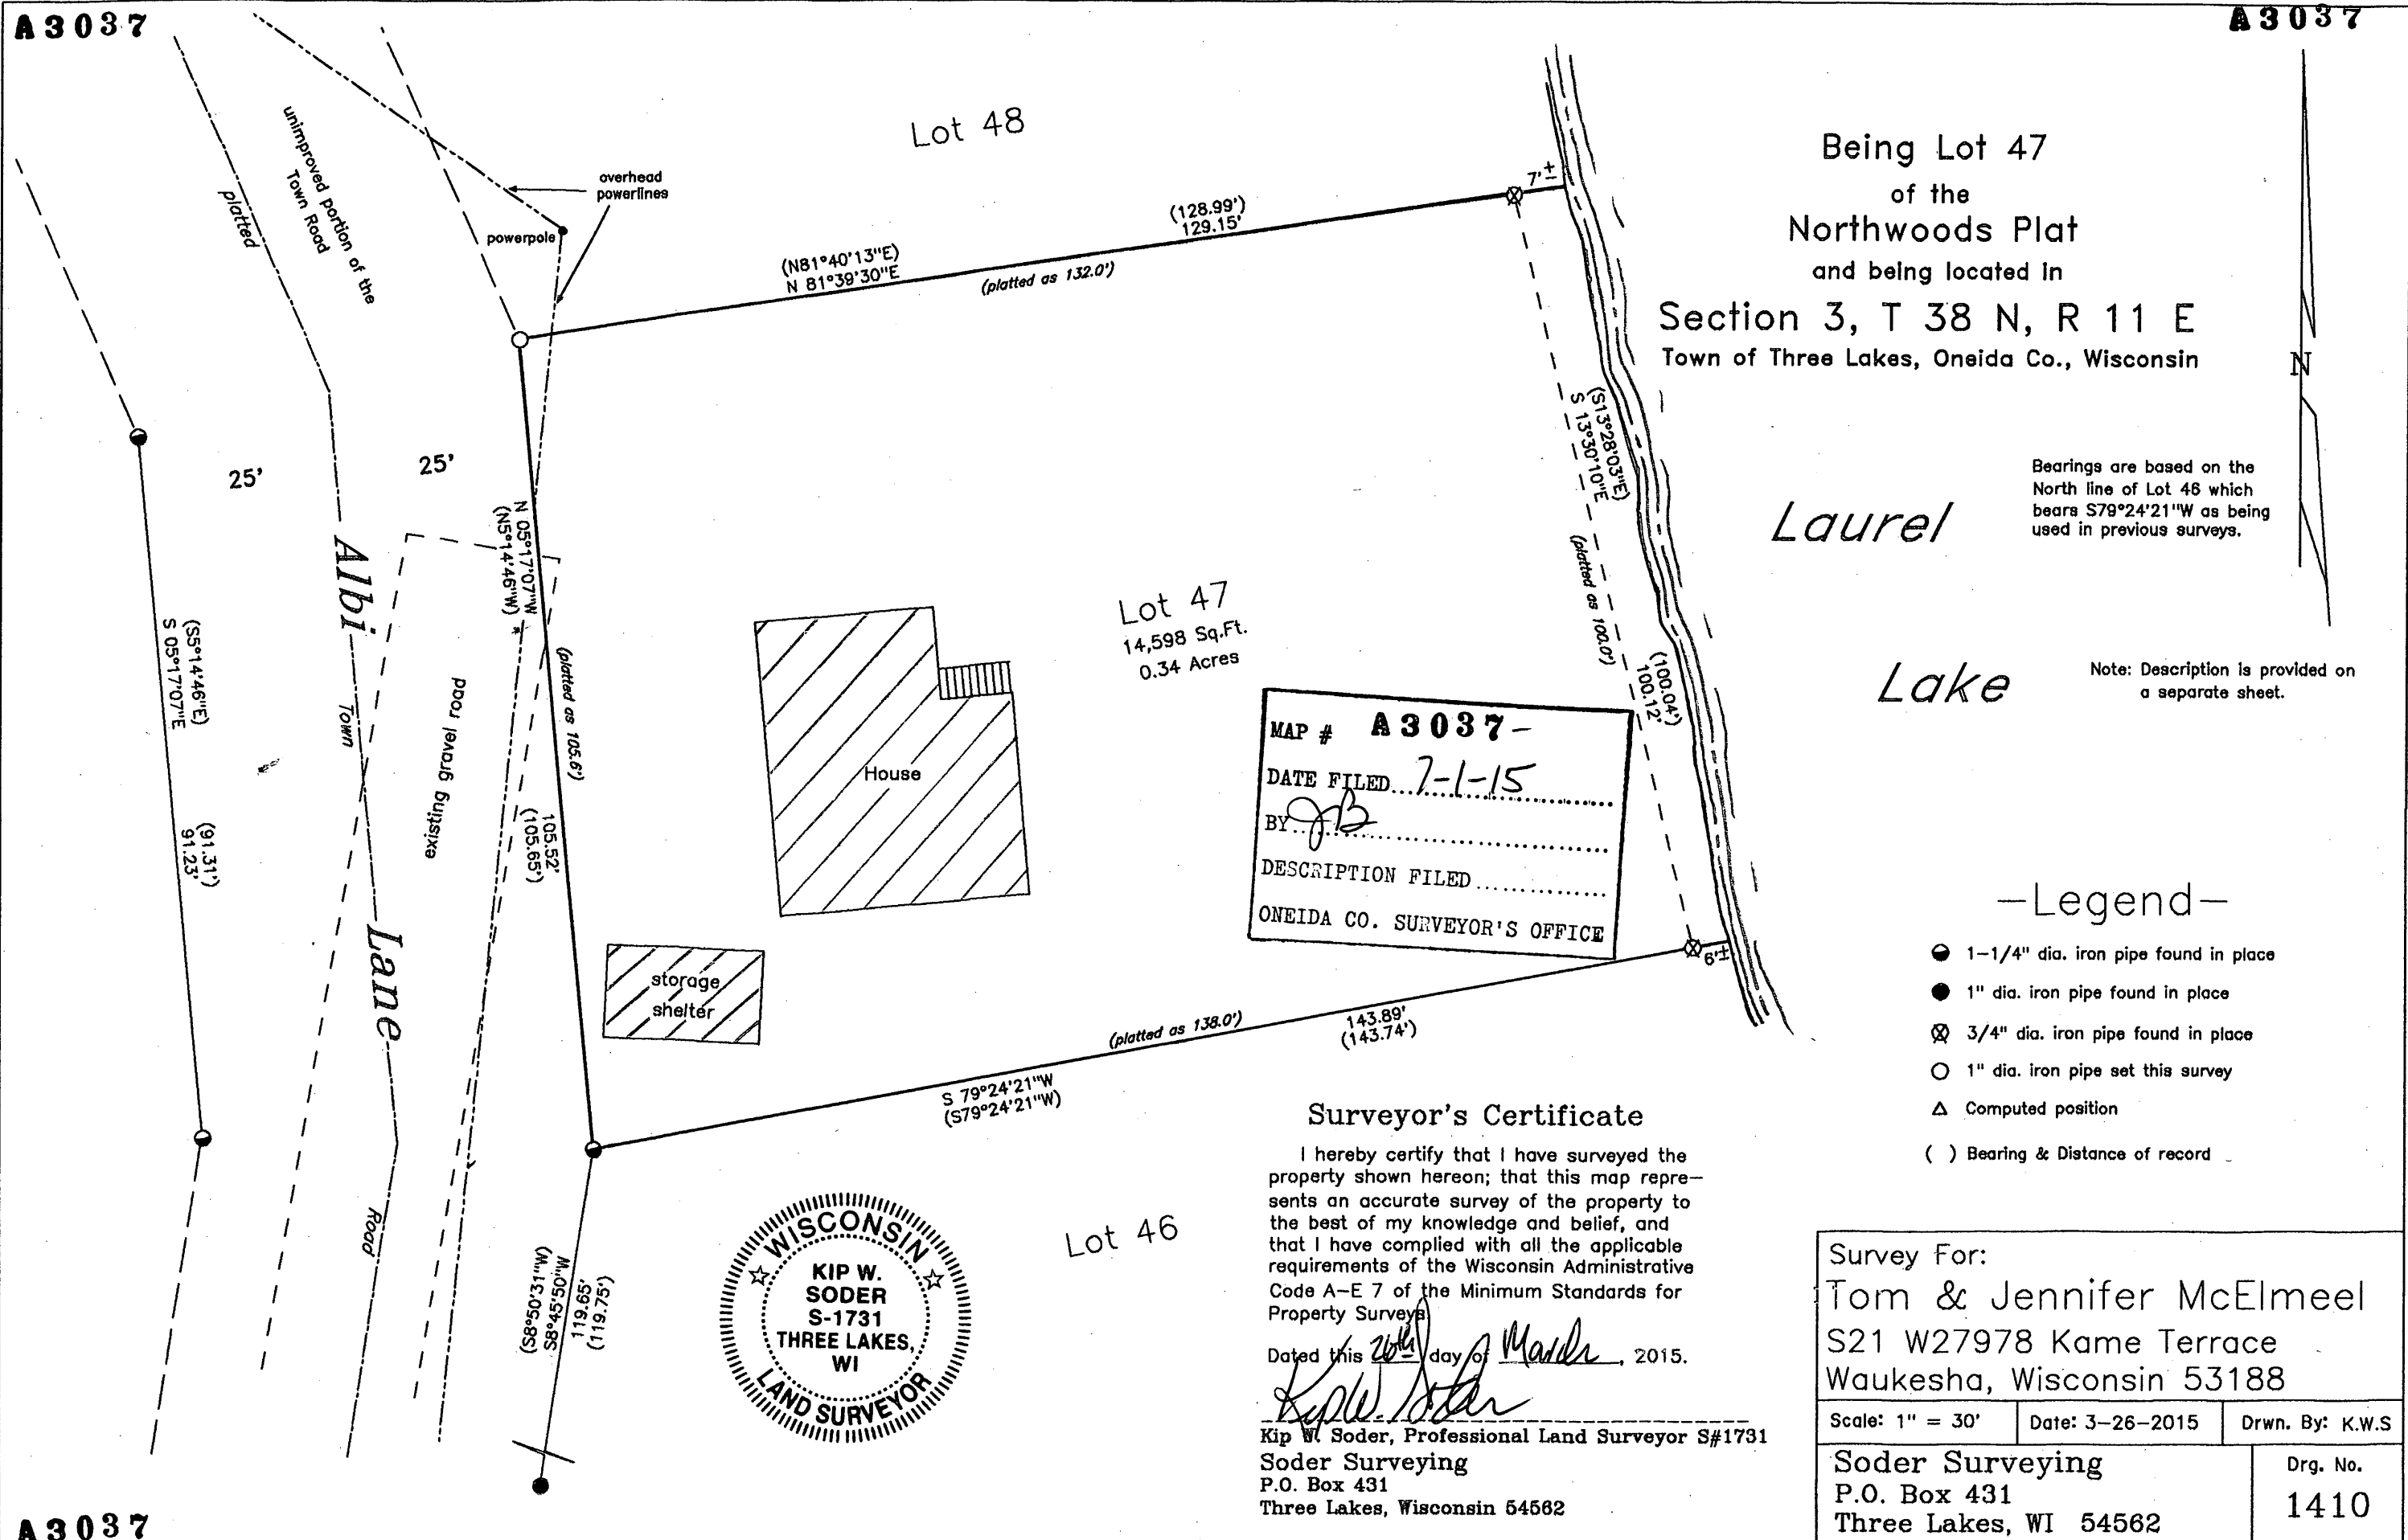 A3037
A3037
Lot 48
overhead
powerlines
powerpole
unimproved portion of the
Town Road
platted
7'±
(128.99')
129.15'
(N81°40'13"E)
N 81°39'30"E
(platted as 132.0')
Being Lot 47
of the
Northwoods Plat
and being located in
Section 3, T 38 N, R 11 E
Town of Three Lakes, Oneida Co., Wisconsin
N
25'
25'
N 05°17'07"W
(N5°14'46"W)
(S13°28'03"E)
S 13°30'10"E
(platted as 100.0')
(100.04')
100.12'
Laurel
Lake
Bearings are based on the
North line of Lot 46 which
bears S79°24'21"W as being
used in previous surveys.
Note: Description is provided on
a separate sheet.
Albi
Town
Lane
Road
(S5°14'46"E)
S 05°17'07"E
(91.31')
91.23'
existing gravel road
(platted as 105.6')
105.52'
(105.65')
Lot 47
14,598 Sq.Ft.
0.34 Acres
House
storage
shelter
MAP # A3037-
DATE FILED 7-1-15
BY JB
DESCRIPTION FILED
ONEIDA CO. SURVEYOR'S OFFICE
6'±
(platted as 138.0')
143.89'
(143.74')
S 79°24'21"W
(S79°24'21"W)
—Legend—
1-1/4" dia. iron pipe found in place
1" dia. iron pipe found in place
3/4" dia. iron pipe found in place
1" dia. iron pipe set this survey
Computed position
( ) Bearing & Distance of record
Lot 46
(S8°50'31"W)
S8°45'50"W
119.65'
(119.75')
WISCONSIN
KIP W.
SODER
S-1731
THREE LAKES,
WI
LAND SURVEYOR
Surveyor's Certificate
I hereby certify that I have surveyed the
property shown hereon; that this map repre-
sents an accurate survey of the property to
the best of my knowledge and belief, and
that I have complied with all the applicable
requirements of the Wisconsin Administrative
Code A-E 7 of the Minimum Standards for
Property Surveys
Dated this 26th day of March, 2015.
Kip W. Soder
Kip W. Soder, Professional Land Surveyor S#1731
Soder Surveying
P.O. Box 431
Three Lakes, Wisconsin 54562
Survey For:
Tom & Jennifer McElmeel
S21 W27978 Kame Terrace
Waukesha, Wisconsin 53188
Scale: 1" = 30'
Date: 3-26-2015
Drwn. By: K.W.S
Soder Surveying
P.O. Box 431
Three Lakes, WI 54562
Drg. No.
1410
A3037